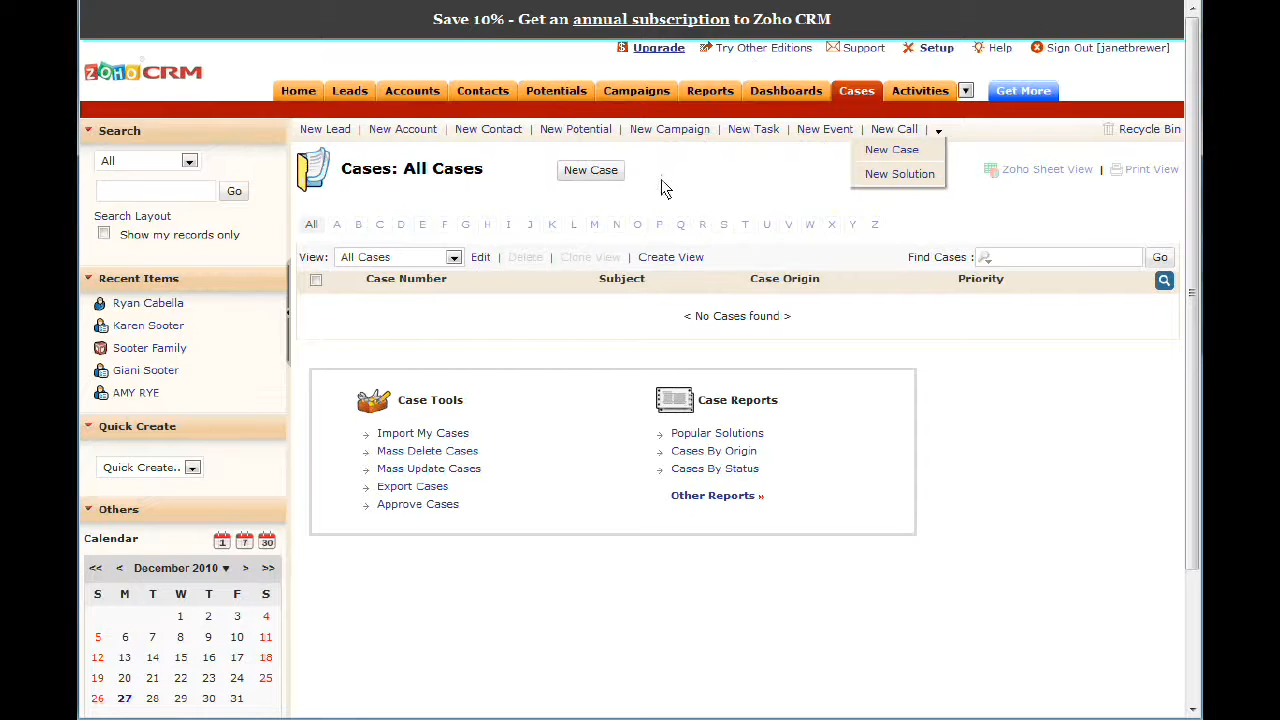 Save 10% - Get an annual subscription to Zoho CRM
Upgrade Try Other Editions Support Setup Help Sign Out [janetbrewer]
ZOHO CRM
Home Leads Accounts Contacts Potentials Campaigns Reports Dashboards Cases Activities Get More
New Lead | New Account | New Contact | New Potential | New Campaign | New Task | New Event | New Call | Recycle Bin
New Case
New Solution
Search
All
Go
Search Layout
Show my records only
Cases: All Cases New Case Zoho Sheet View | Print View
All A B C D E F G H I J K L M N O P Q R S T U V W X Y Z
View: All Cases Edit | Delete | Clone View | Create View Find Cases : Go
Case Number Subject Case Origin Priority
< No Cases found >
Recent Items
Ryan Cabella
Karen Sooter
Sooter Family
Giani Sooter
AMY RYE
Case Tools
Import My Cases
Mass Delete Cases
Mass Update Cases
Export Cases
Approve Cases
Case Reports
Popular Solutions
Cases By Origin
Cases By Status
Other Reports »
Quick Create
Quick Create..
Others
Calendar 1 7 30
<< < December 2010 > >>
S M T W T F S
1 2 3 4
5 6 7 8 9 10 11
12 13 14 15 16 17 18
19 20 21 22 23 24 25
26 27 28 29 30 31